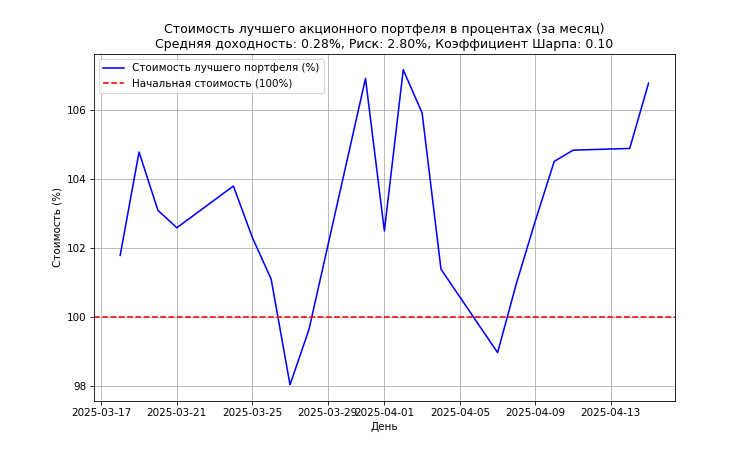 Стоимость лучшего акционного портфеля в процентах (за месяц)
Средняя доходность: 0.28%, Риск: 2.80%, Коэффициент Шарпа: 0.10
Стоимость лучшего портфеля (%)
Начальная стоимость (100%)
Стоимость (%)
106
104
102
100
98
2025-03-17 2025-03-21 2025-03-25 2025-03-29 2025-04-01 2025-04-05 2025-04-09 2025-04-13
День